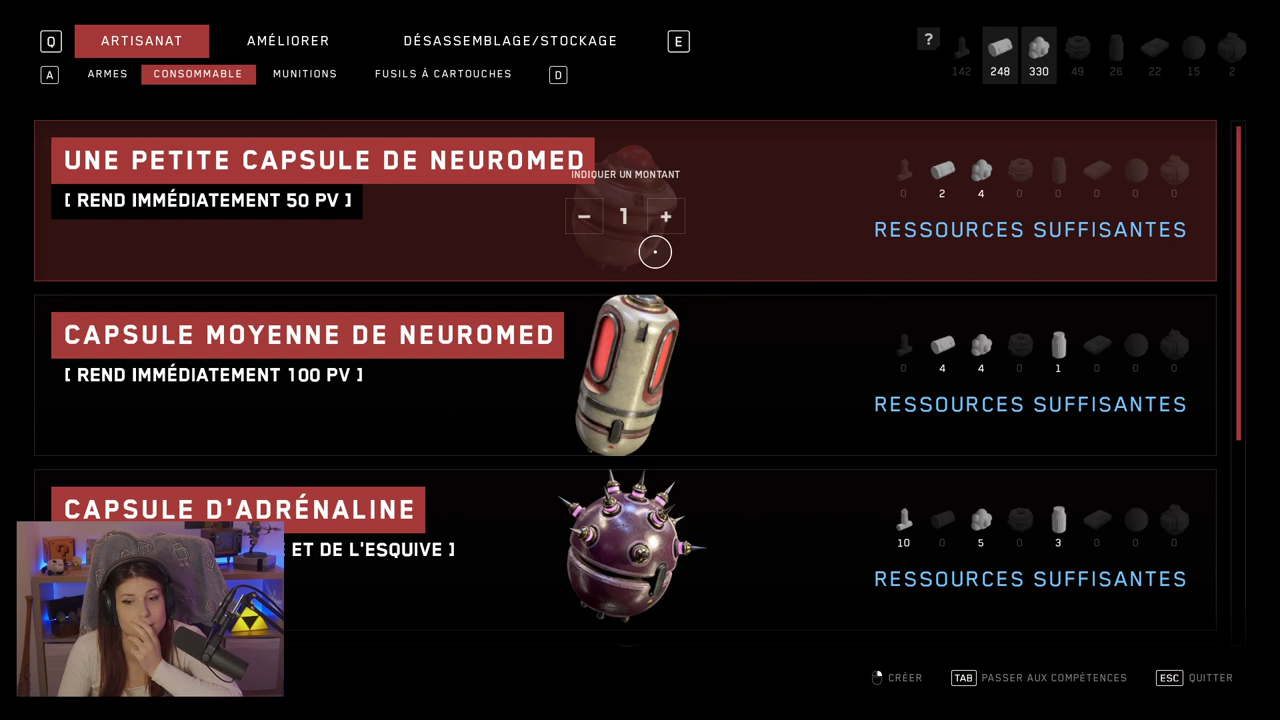 Q ARTISANAT AMÉLIORER DÉSASSEMBLAGE/STOCKAGE E
?
142 248 330 49 26 22 15 2
A ARMES CONSOMMABLE MUNITIONS FUSILS À CARTOUCHES D
UNE PETITE CAPSULE DE NEUROMED
[ REND IMMÉDIATEMENT 50 PV ]
INDIQUER UN MONTANT
− 1 +
0 2 4 0 0 0 0 0
RESSOURCES SUFFISANTES
CAPSULE MOYENNE DE NEUROMED
[ REND IMMÉDIATEMENT 100 PV ]
0 4 4 0 1 0 0 0
RESSOURCES SUFFISANTES
CAPSULE D'ADRÉNALINE
ET DE L'ESQUIVE ]
10 0 5 0 3 0 0 0
RESSOURCES SUFFISANTES
CRÉER TAB PASSER AUX COMPÉTENCES ESC QUITTER